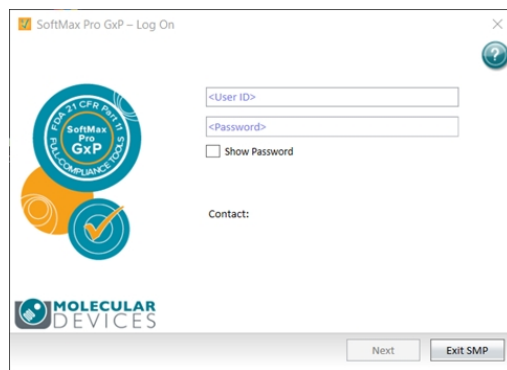 SoftMax Pro GxP – Log On
?
<User ID>
<Password>
Show Password
FDA 21 CFR Part 11
SoftMax
Pro
GxP
FULL-COMPLIANCE TOOLS
Contact:
MOLECULAR
DEVICES
Next
Exit SMP